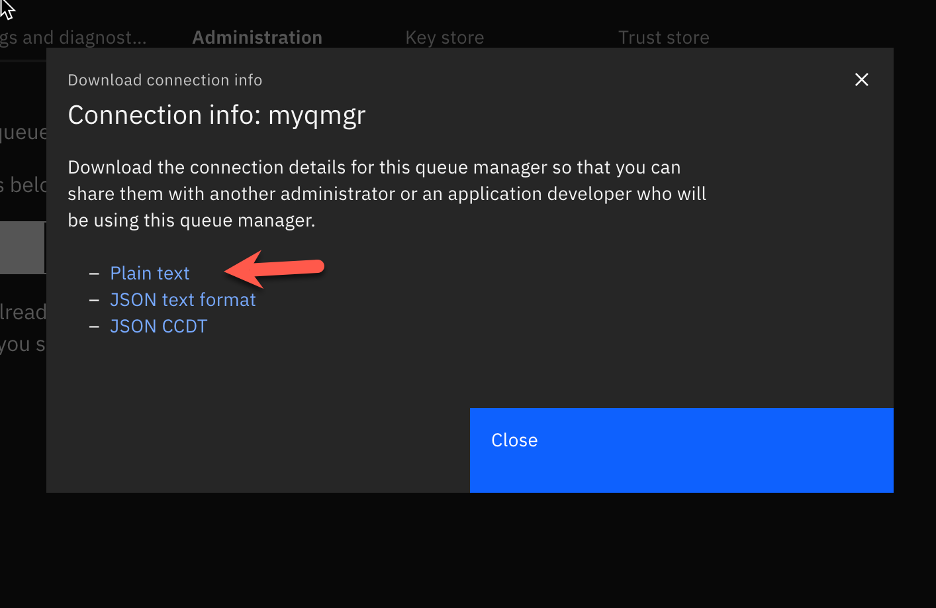 gs and diagnost...
Administration
Key store
Trust store
Download connection info
Connection info: myqmgr
Download the connection details for this queue manager so that you can
share them with another administrator or an application developer who will
be using this queue manager.
– Plain text
– JSON text format
– JSON CCDT
Close
queue
s belo
lread
you s